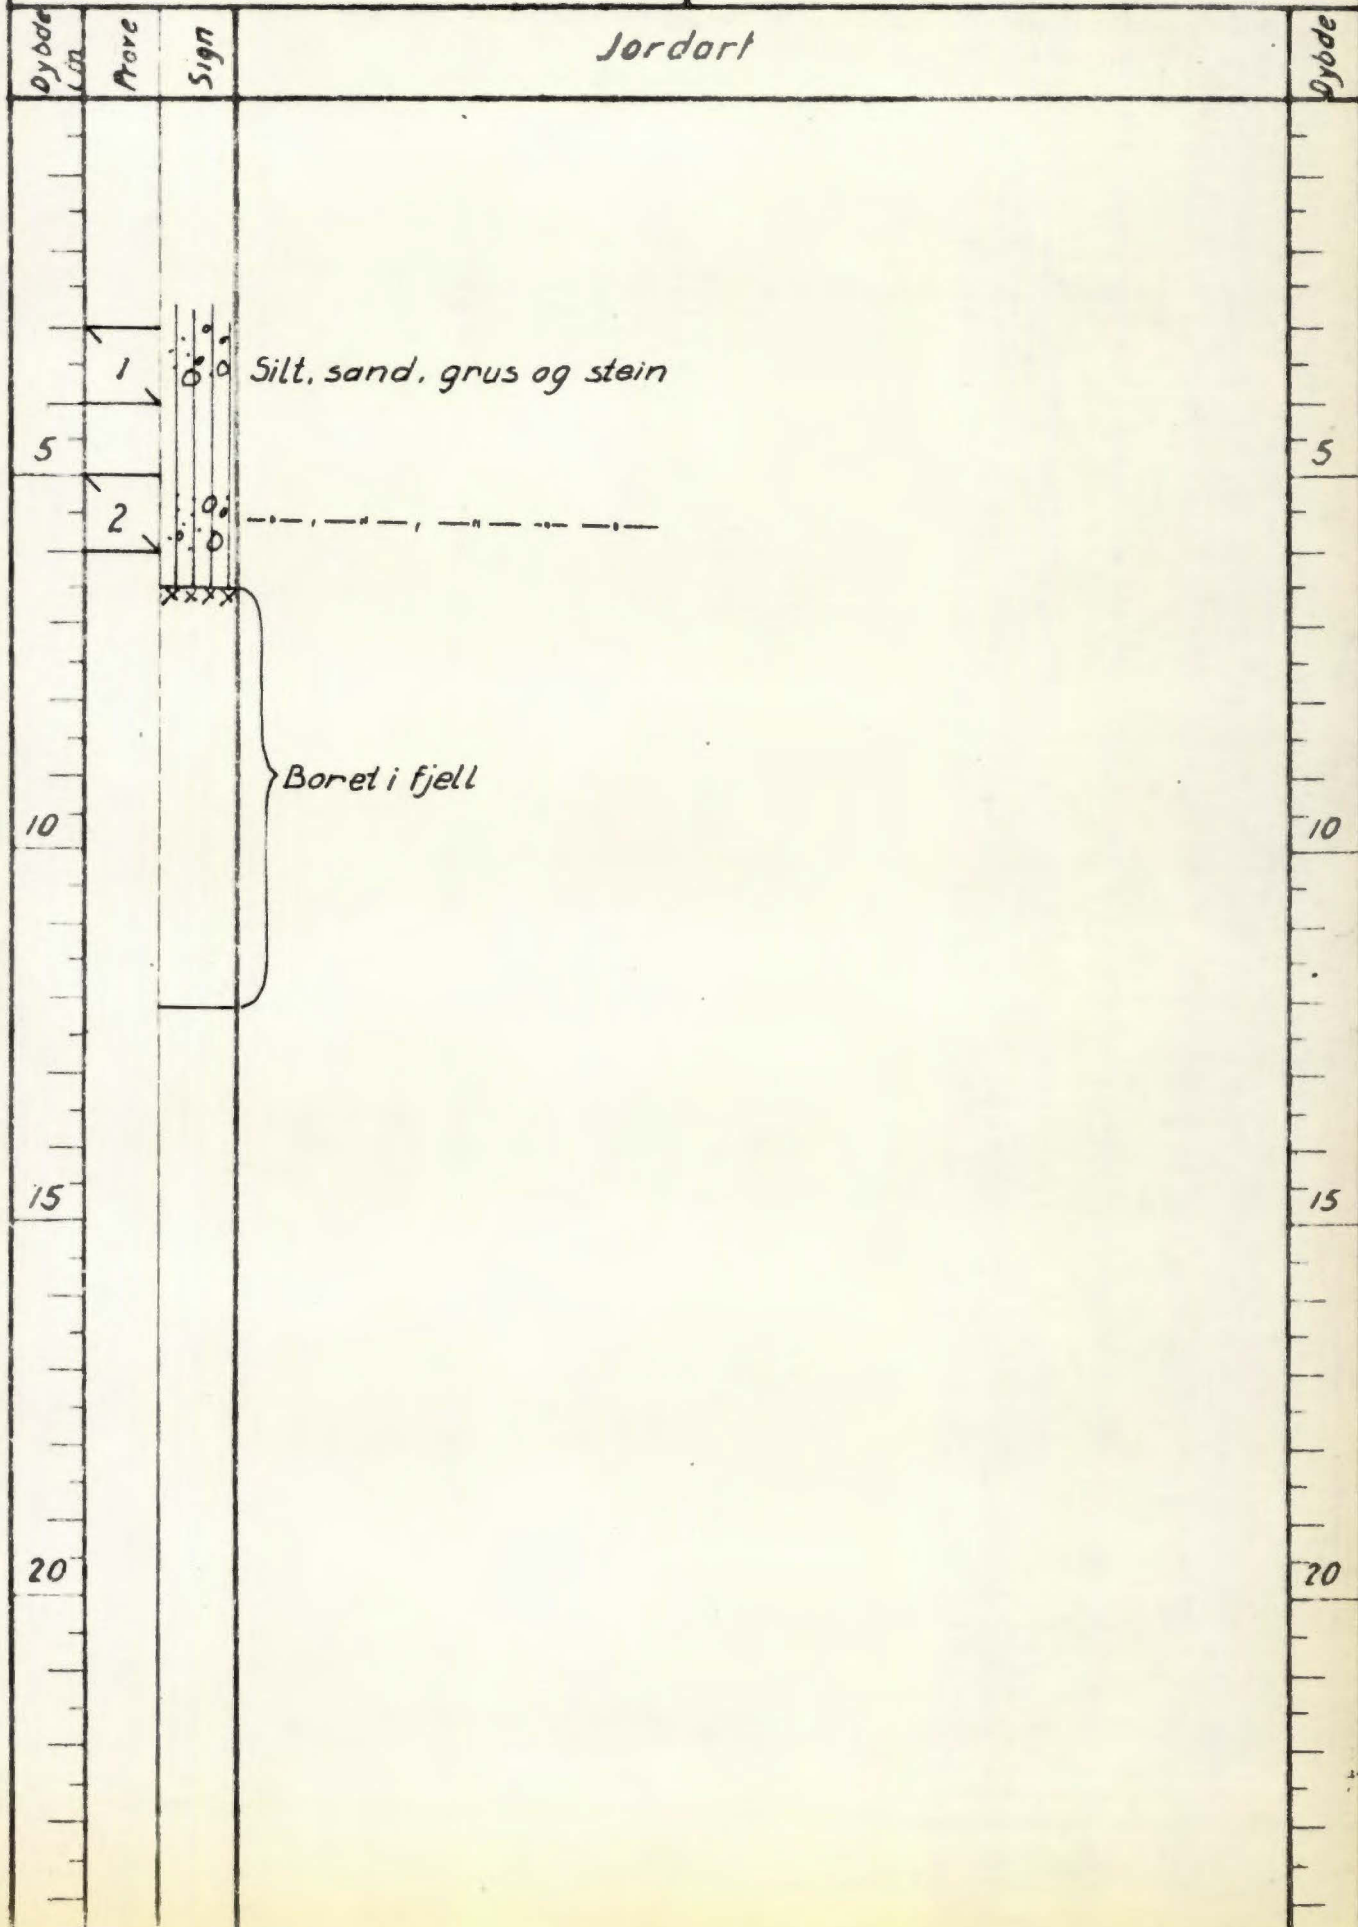 Dybde i m Prøve Sign Jordart Dybde
1 Silt, sand, grus og stein
5 5
2 — " — , — " — , — " — " — " —
Boret i fjell
10 10
15 15
20 20